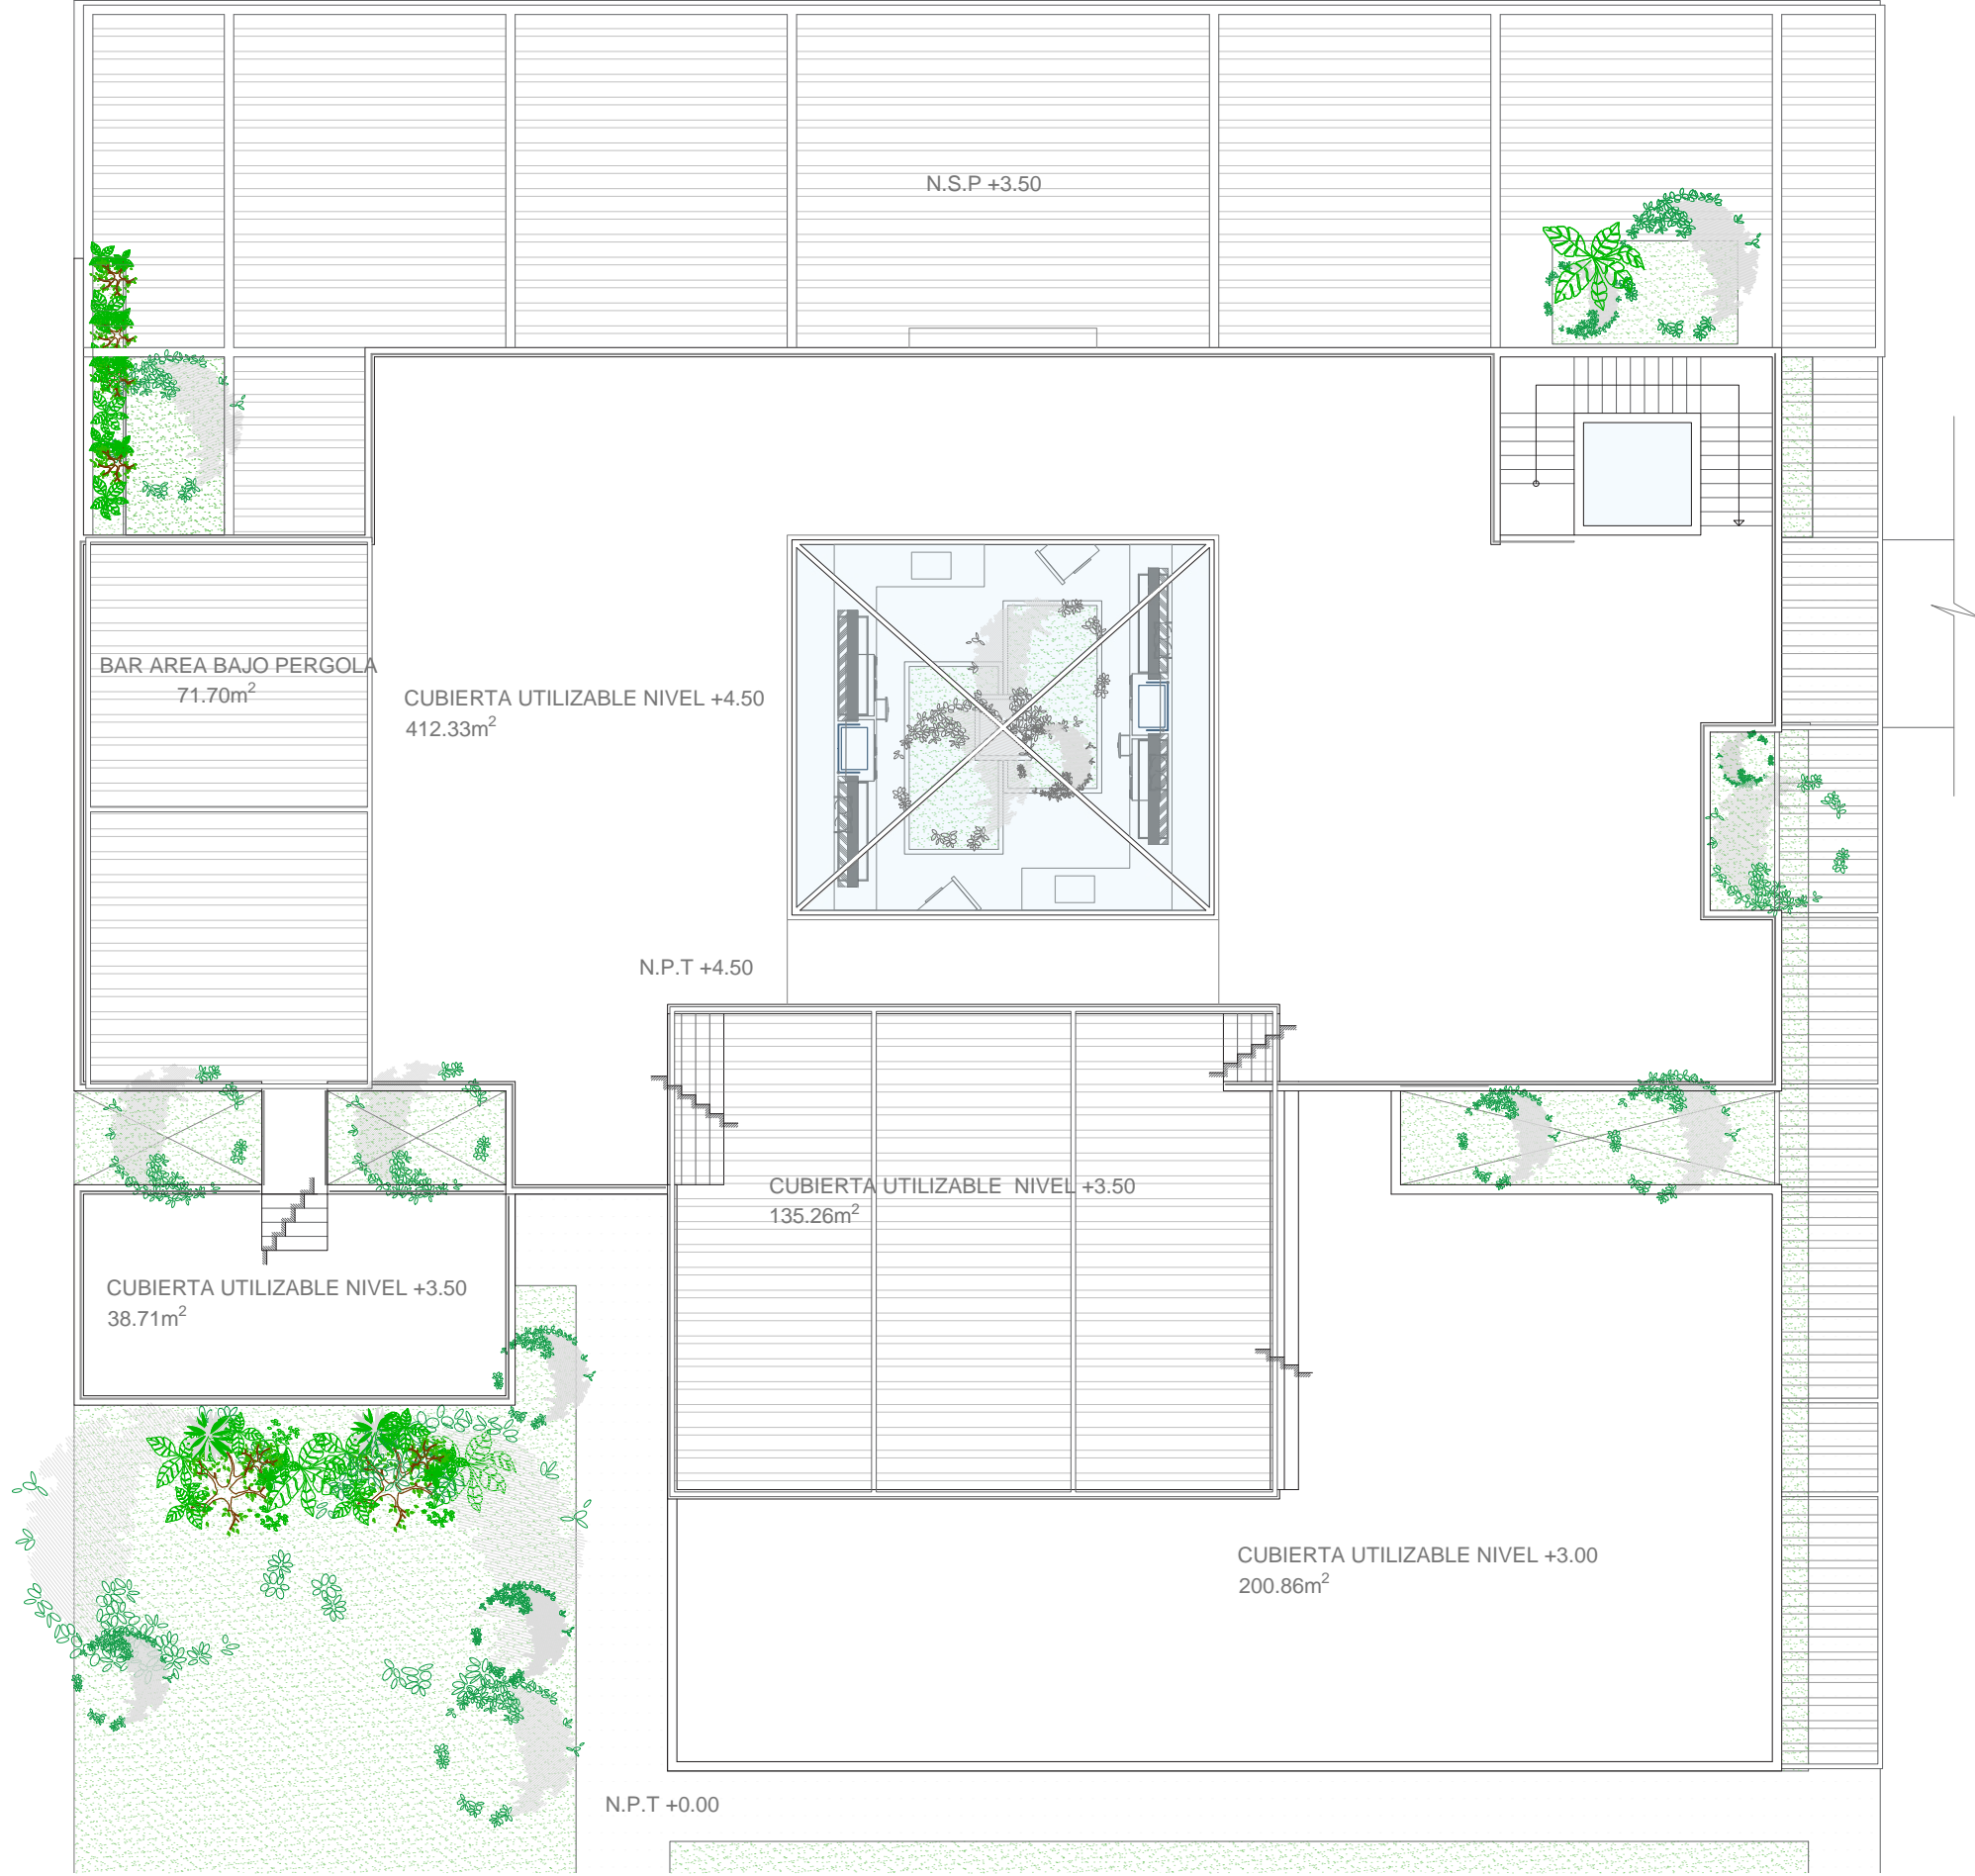 N.S.P +3.50
BAR AREA BAJO PERGOLA
71.70m²
CUBIERTA UTILIZABLE NIVEL +4.50
412.33m²
N.P.T +4.50
CUBIERTA UTILIZABLE NIVEL +3.50
135.26m²
CUBIERTA UTILIZABLE NIVEL +3.50
38.71m²
CUBIERTA UTILIZABLE NIVEL +3.00
200.86m²
N.P.T +0.00